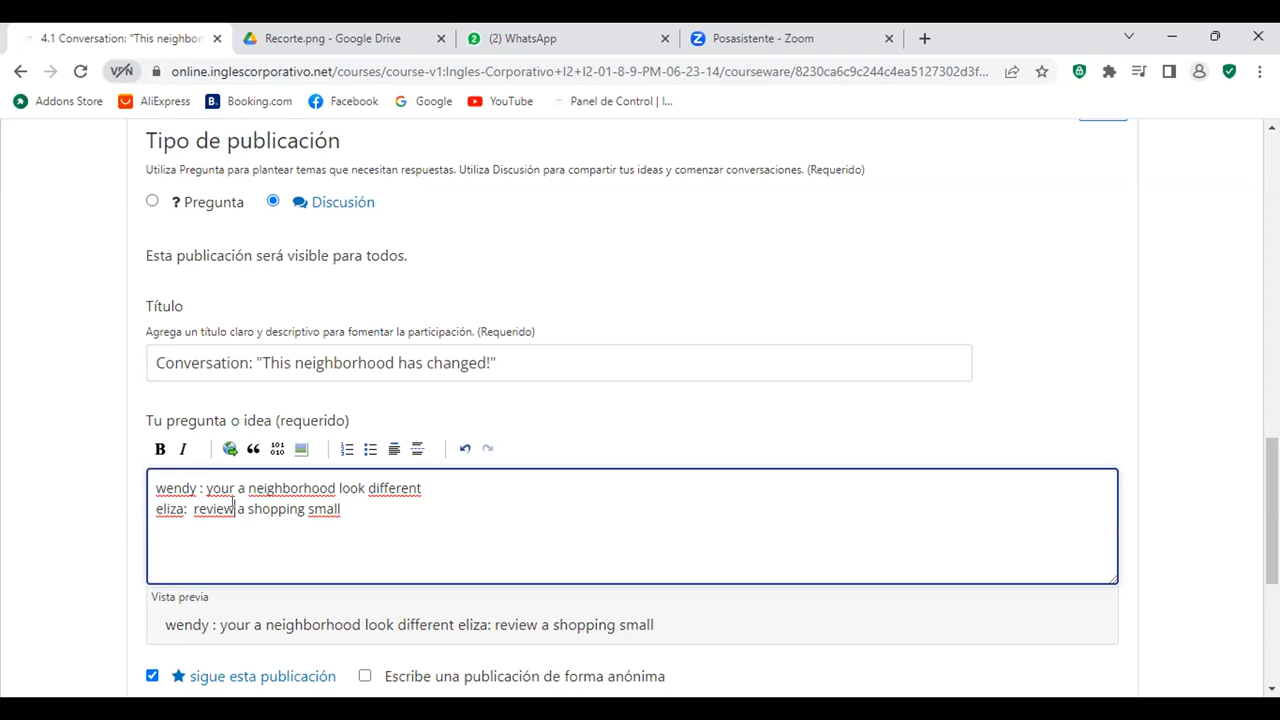 4.1 Conversation: "This neighbor
Recorte.png - Google Drive
(2) WhatsApp
Posasistente - Zoom
VPN
online.inglescorporativo.net/courses/course-v1:Ingles-Corporativo+I2+I2-01-8-9-PM-06-23-14/courseware/8230ca6c9c244c4ea5127302d3f...
Addons Store
AliExpress
Booking.com
Facebook
Google
YouTube
Panel de Control | I...
Tipo de publicación
Utiliza Pregunta para plantear temas que necesitan respuestas. Utiliza Discusión para compartir tus ideas y comenzar conversaciones. (Requerido)
? Pregunta
Discusión
Esta publicación será visible para todos.
Título
Agrega un título claro y descriptivo para fomentar la participación. (Requerido)
Conversation: "This neighborhood has changed!"
Tu pregunta o idea (requerido)
B I
wendy : your a neighborhood look different
eliza:  review a shopping small
Vista previa
wendy : your a neighborhood look different eliza: review a shopping small
sigue esta publicación
Escribe una publicación de forma anónima